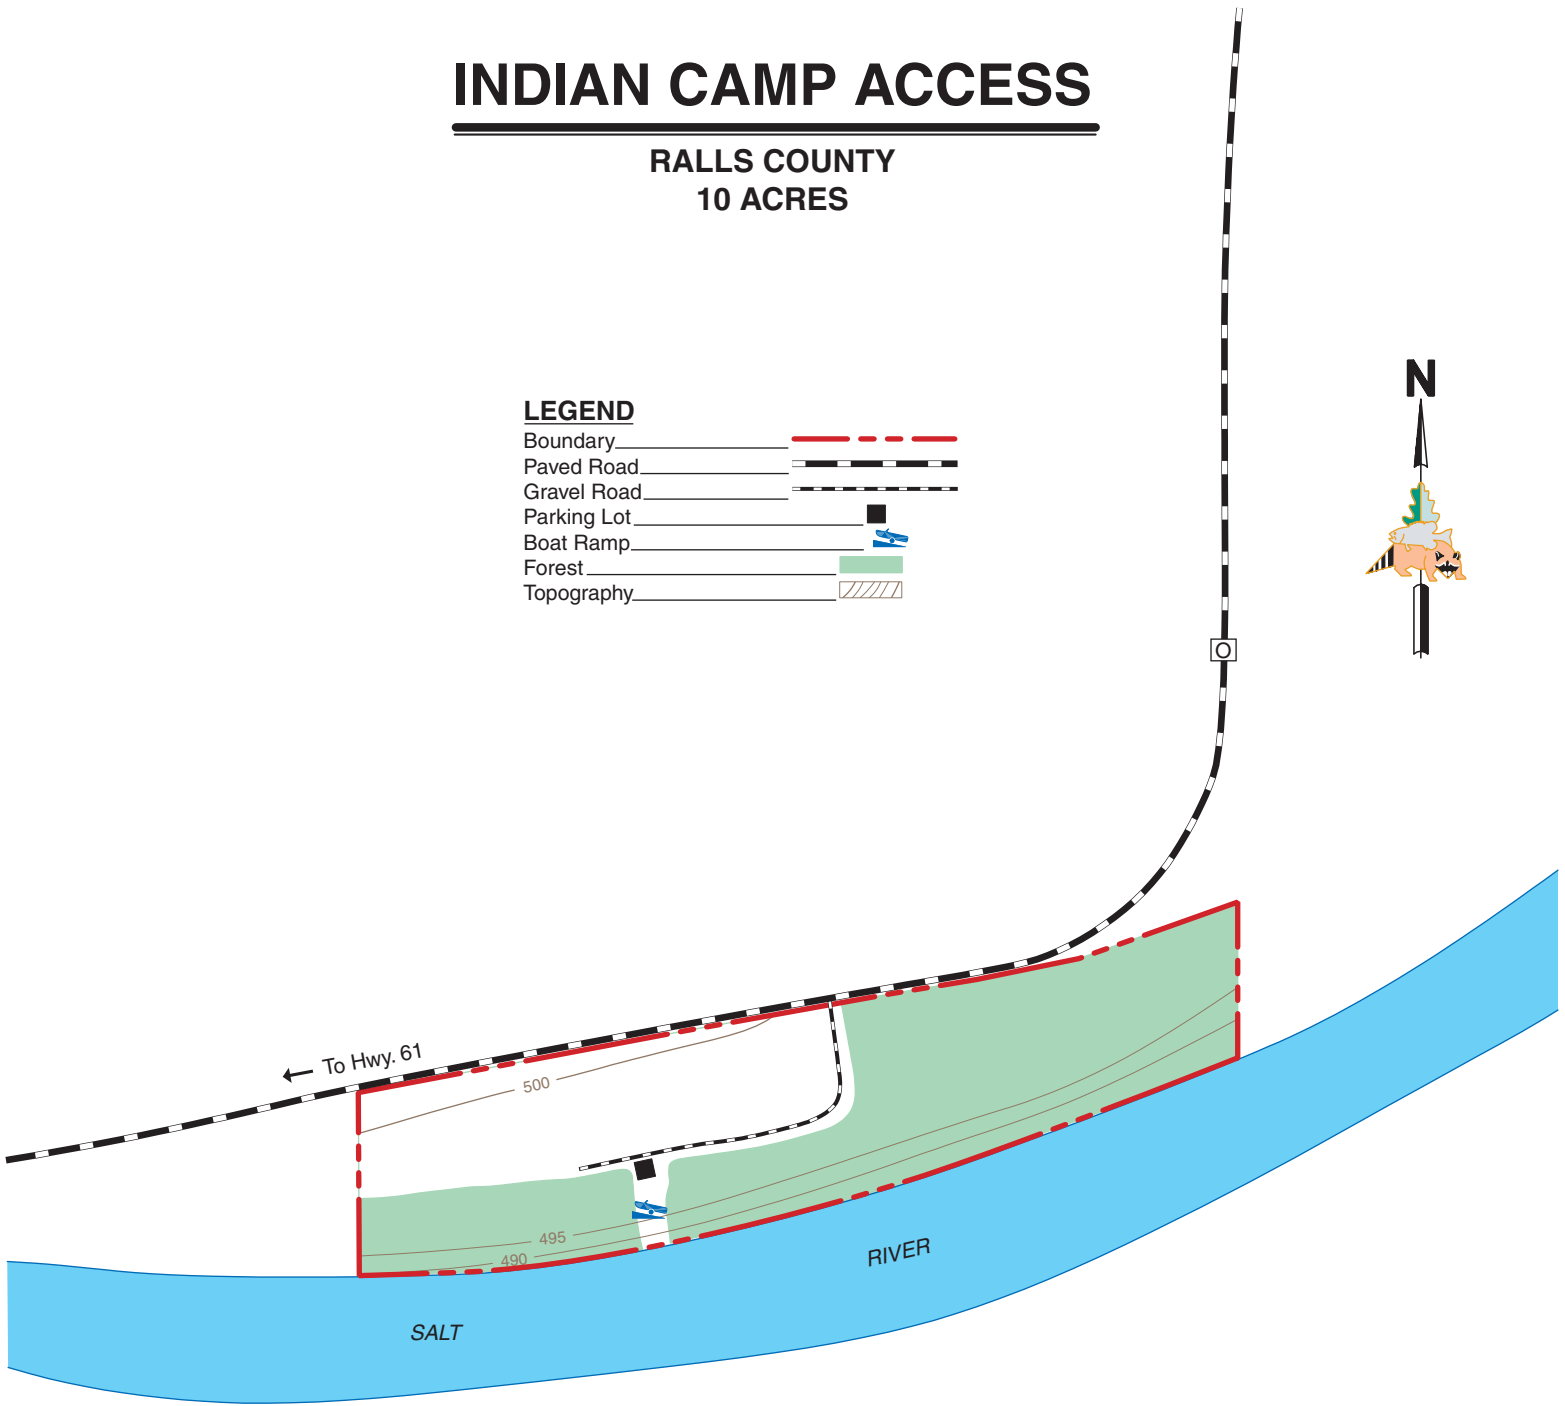 INDIAN CAMP ACCESS
RALLS COUNTY
10 ACRES
N
LEGEND
Boundary
Paved Road
Gravel Road
Parking Lot
Boat Ramp
Forest
Topography
O
To Hwy. 61
500
495
490
RIVER
SALT